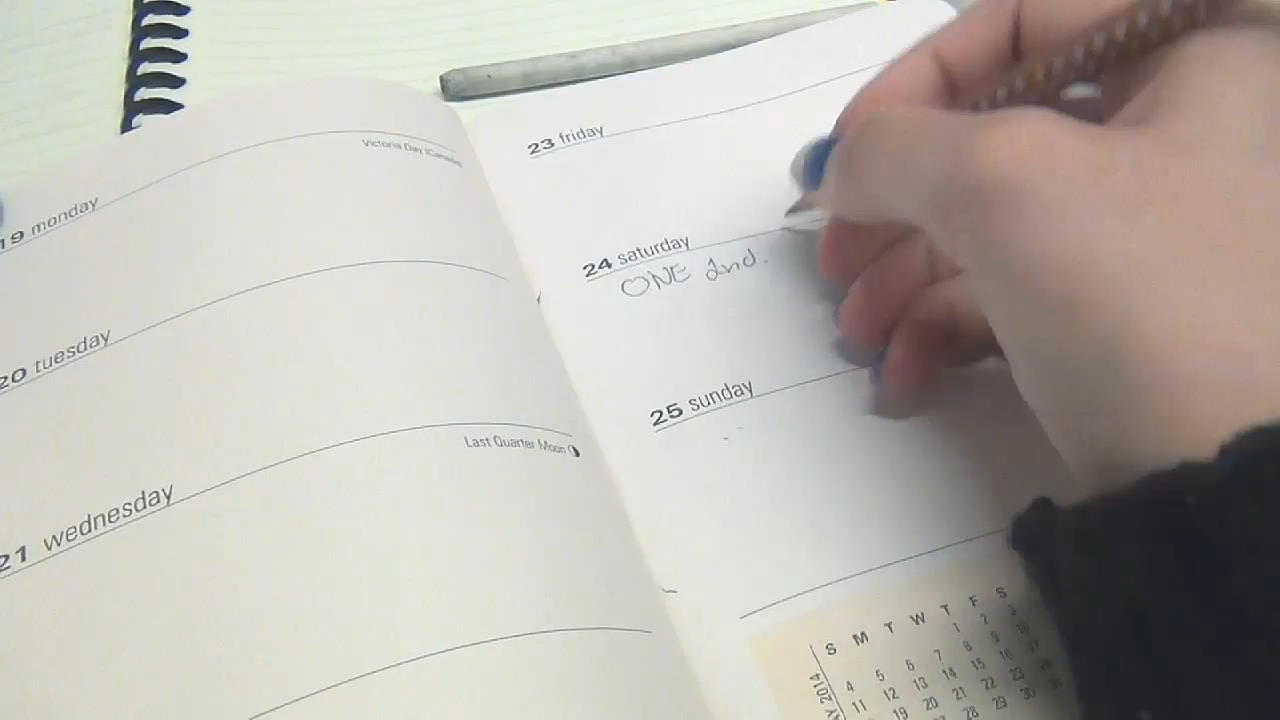 19 monday
Victoria Day (Canada)
20 tuesday
21 wednesday
Last Quarter Moon
23 friday
24 saturday
ONE 2nd.
25 sunday
S M T W T F S
1 2 3
4 5 6 7 8 9 10
11 12 13 14 15 16 17
19 20 21 22 23 24
28 29 30 31
2014